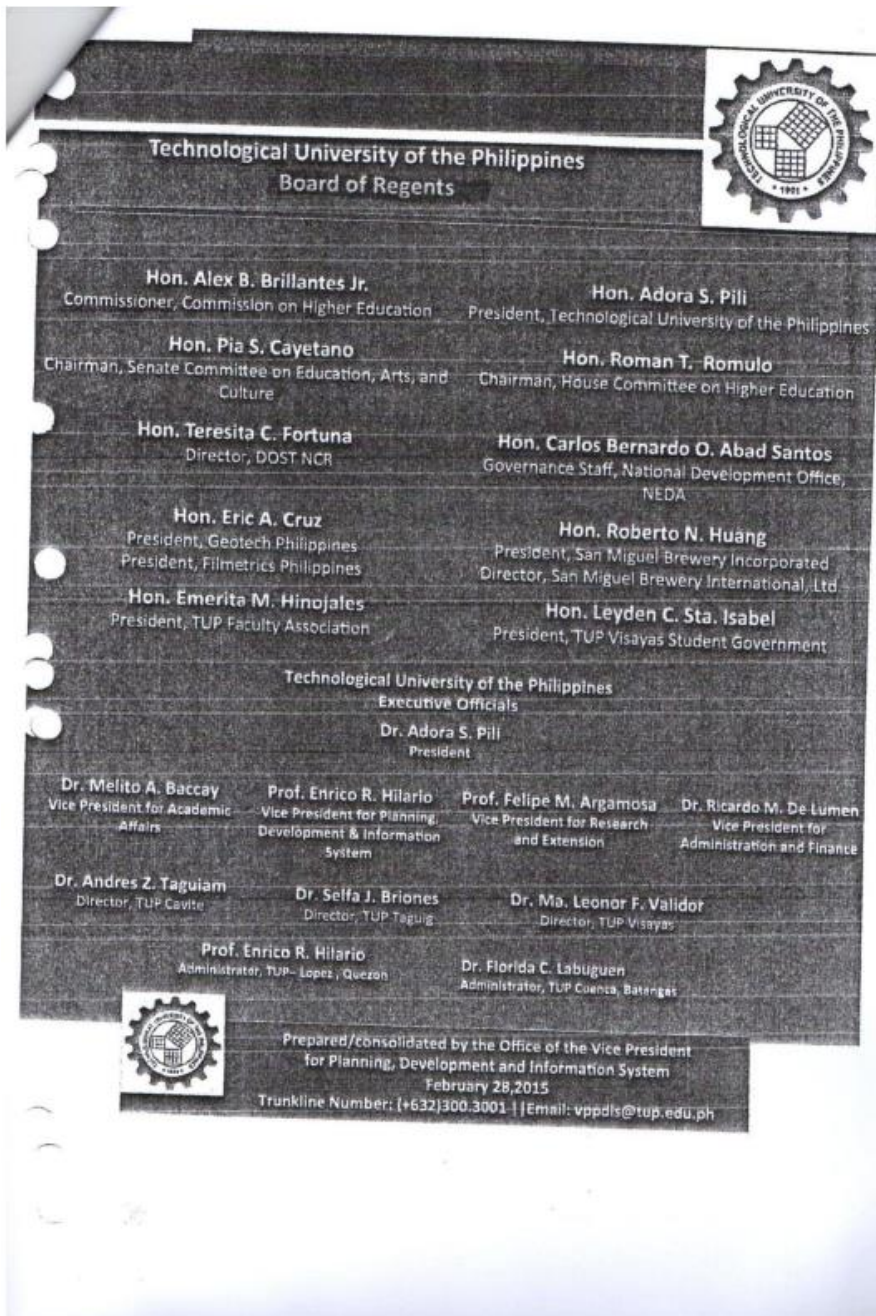 TECHNOLOGICAL UNIVERSITY OF THE PHILIPPINES
1901
Technological University of the Philippines
Board of Regents
Hon. Alex B. Brillantes Jr.
Commissioner, Commission on Higher Education
Hon. Adora S. Pili
President, Technological University of the Philippines
Hon. Pia S. Cayetano
Chairman, Senate Committee on Education, Arts, and
Culture
Hon. Roman T. Romulo
Chairman, House Committee on Higher Education
Hon. Teresita C. Fortuna
Director, DOST NCR
Hon. Carlos Bernardo O. Abad Santos
Governance Staff, National Development Office,
NEDA
Hon. Eric A. Cruz
President, Geotech Philippines
President, Filmetrics Philippines
Hon. Roberto N. Huang
President, San Miguel Brewery Incorporated
Director, San Miguel Brewery International, Ltd
Hon. Emerita M. Hinojales
President, TUP Faculty Association
Hon. Leyden C. Sta. Isabel
President, TUP Visayas Student Government
Technological University of the Philippines
Executive Officials
Dr. Adora S. Pili
President
Dr. Melito A. Baccay
Vice President for Academic
Affairs
Prof. Enrico R. Hilario
Vice President for Planning,
Development & Information
System
Prof. Felipe M. Argamosa
Vice President for Research
and Extension
Dr. Ricardo M. De Lumen
Vice President for
Administration and Finance
Dr. Andres Z. Taguiam
Director, TUP Cavite
Dr. Selfa J. Briones
Director, TUP Taguig
Dr. Ma. Leonor F. Validor
Director, TUP Visayas
Prof. Enrico R. Hilario
Administrator, TUP– Lopez , Quezon
Dr. Florida C. Labuguen
Administrator, TUP Cuenca, Batangas
Prepared/consolidated by the Office of the Vice President
for Planning, Development and Information System
February 28,2015
Trunkline Number: (+632)300.3001 ||Email: vppdis@tup.edu.ph